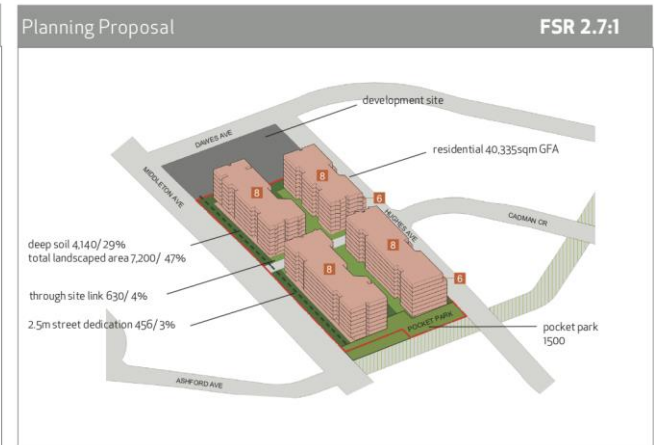 Planning Proposal
FSR 2.7:1
development site
DAWES AVE
residential 40,335sqm GFA
MIDDLETON AVE
8
8
6
HUGHES AVE
CADMAN CR
deep soil 4,140/ 29%
total landscaped area 7,200/ 47%
8
8
through site link 630/ 4%
6
2.5m street dedication 456/ 3%
POCKET PARK
pocket park
1500
ASHFORD AVE